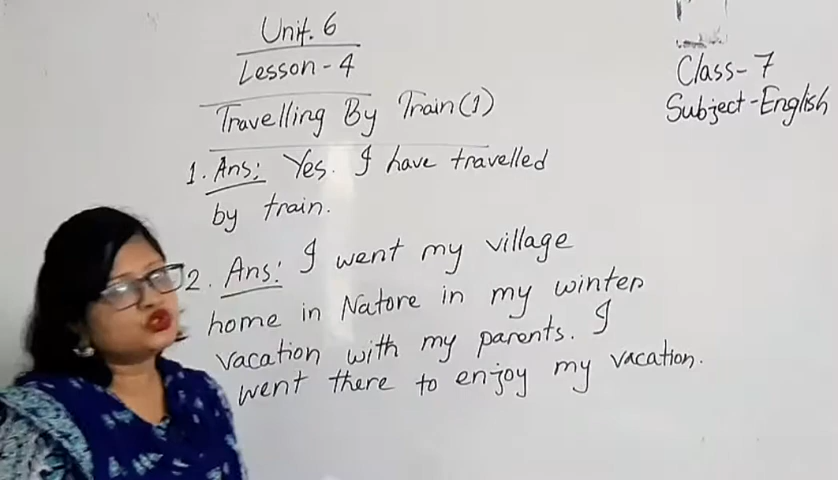 Unit. 6
Lesson - 4
Travelling By Train (1)
Class- 7
Subject-English
1. Ans: Yes. I have travelled
by train.
2. Ans: I went my village
home in Natore in my winter
vacation with my parents. I
went there to enjoy my vacation.